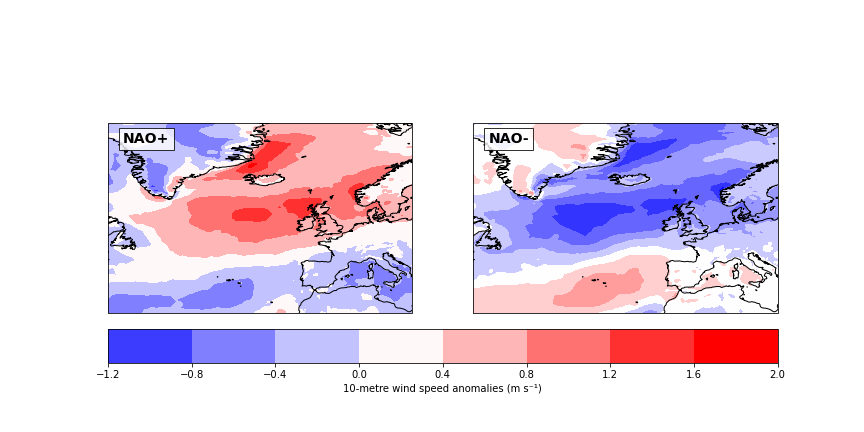 NAO+
NAO-
−1.2 −0.8 −0.4 0.0 0.4 0.8 1.2 1.6 2.0
10-metre wind speed anomalies (m s⁻¹)